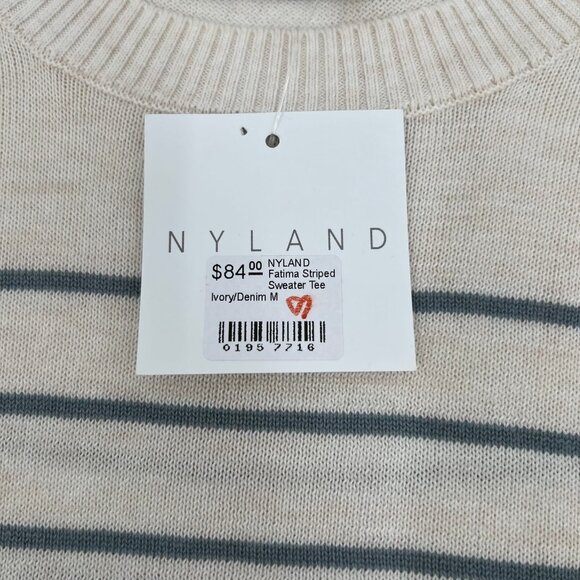 NYLAND
$84.00 NYLAND
Fatima Striped
Sweater Tee
Ivory/Denim M
0195 7716